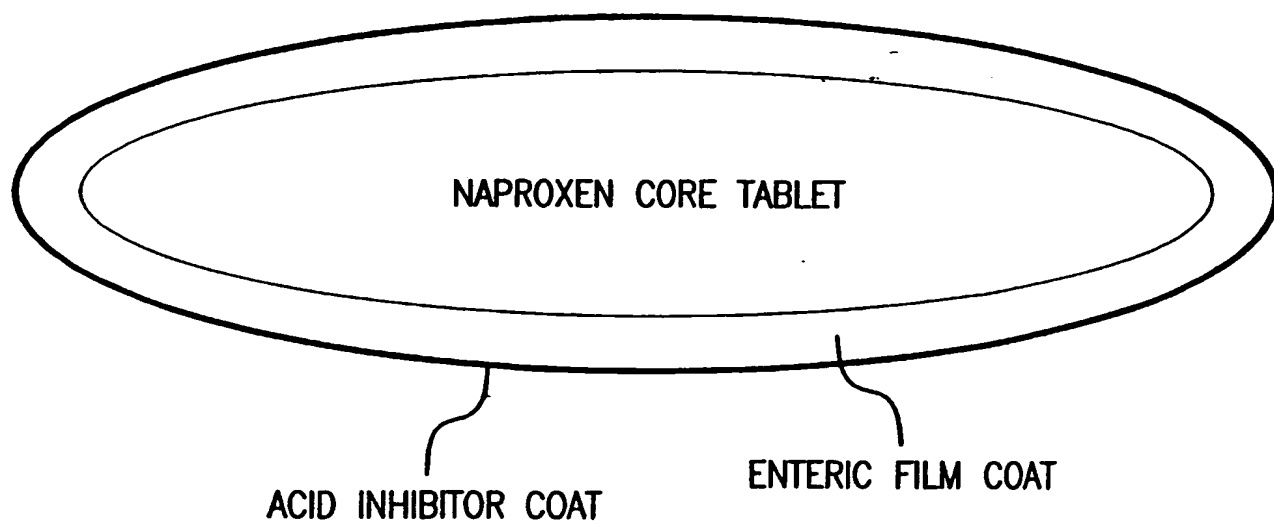 NAPROXEN CORE TABLET
ENTERIC FILM COAT
ACID INHIBITOR COAT